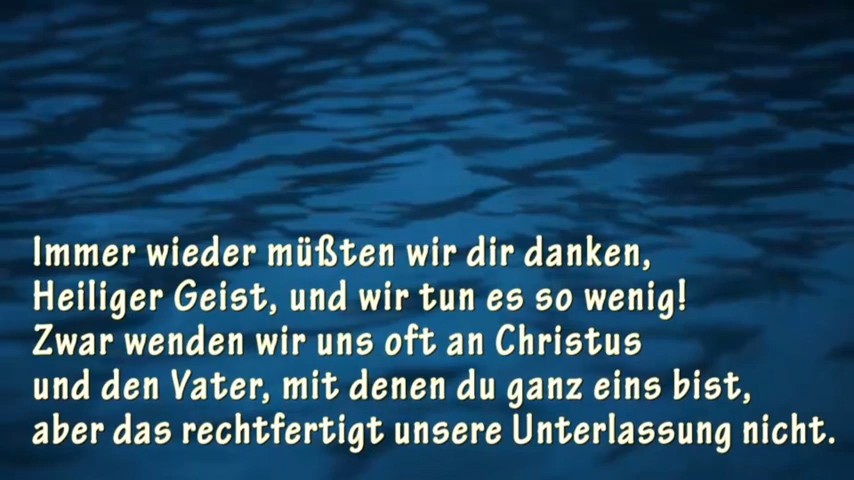 Immer wieder müßten wir dir danken,
Heiliger Geist, und wir tun es so wenig!
Zwar wenden wir uns oft an Christus
und den Vater, mit denen du ganz eins bist,
aber das rechtfertigt unsere Unterlassung nicht.